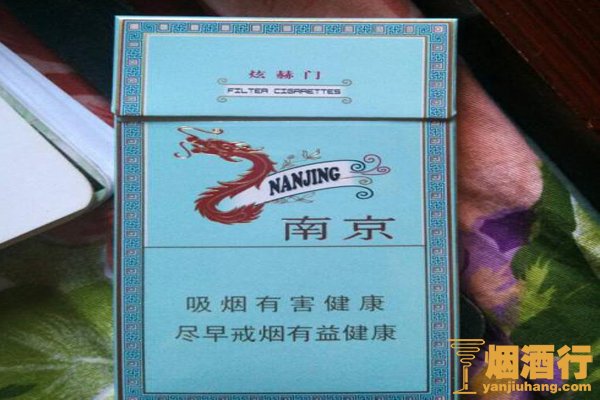 炫赫门
FILTER CIGARETTES
NANJING
南京
吸烟有害健康
尽早戒烟有益健康
烟酒行
yanjiuhang.com